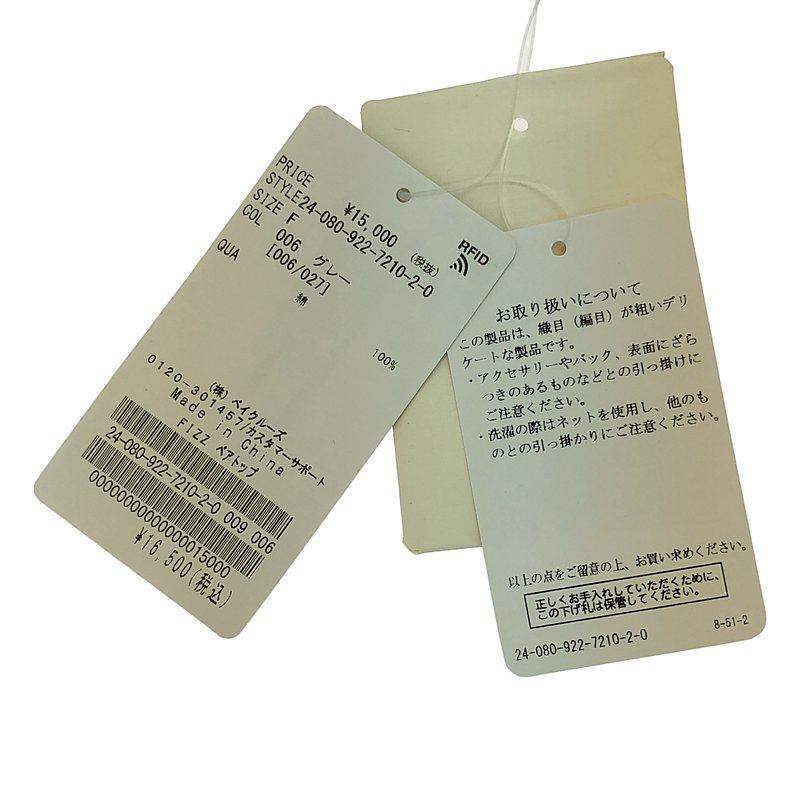 PRICE ¥15,000 (税抜)
STYLE24-080-922-7210-2-0
SIZE F
COL 006 グレー
[006/027]
QUA 綿 100%
RFID
(株) ベイクルーズ
0120-301457/カスタマーサポート
Made in China
FIZZ ベアトップ
24-080-922-7210-2-0 009 006
0000000000000015000
¥16,500(税込)
お取り扱いについて
この製品は、織目（編目）が粗いデリ
ケートな製品です。
・アクセサリーやバック、表面にざら
つきのあるものなどとの引っ掛けに
ご注意ください。
・洗濯の際はネットを使用し、他のも
のとの引っ掛かりにご注意ください。
以上の点をご留意の上、お買い求めください。
正しくお手入れしていただくために、
この下げ札は保管してください。
24-080-922-7210-2-0 8-51-2